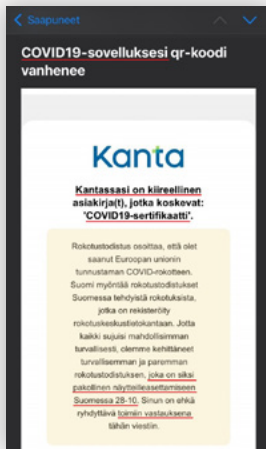 Saapuneet
COVID19-sovelluksesi qr-koodi
vanhenee
Kanta
Kantassasi on kiireellinen
asiakirja(t), jotka koskevat:
'COVID19-sertifikaatti'.
Rokotustodistus osoittaa, että olet
saanut Euroopan unionin
tunnustaman COVID-rokotteen.
Suomi myöntää rokotustodistukset
Suomessa tehdyistä rokotuksista,
jotka on rekisteröity
rokotuskeskustietokantaan. Jotta
kaikki sujuisi mahdollisimman
turvallisesti, olemme kehittäneet
turvallisemman ja paremman
rokotustodistuksen, joka on siksi
pakollinen näytteilleasettamiseen
Suomessa 28-10. Sinun on ehkä
ryhdyttävä toimiin vastauksena
tähän viestiin.